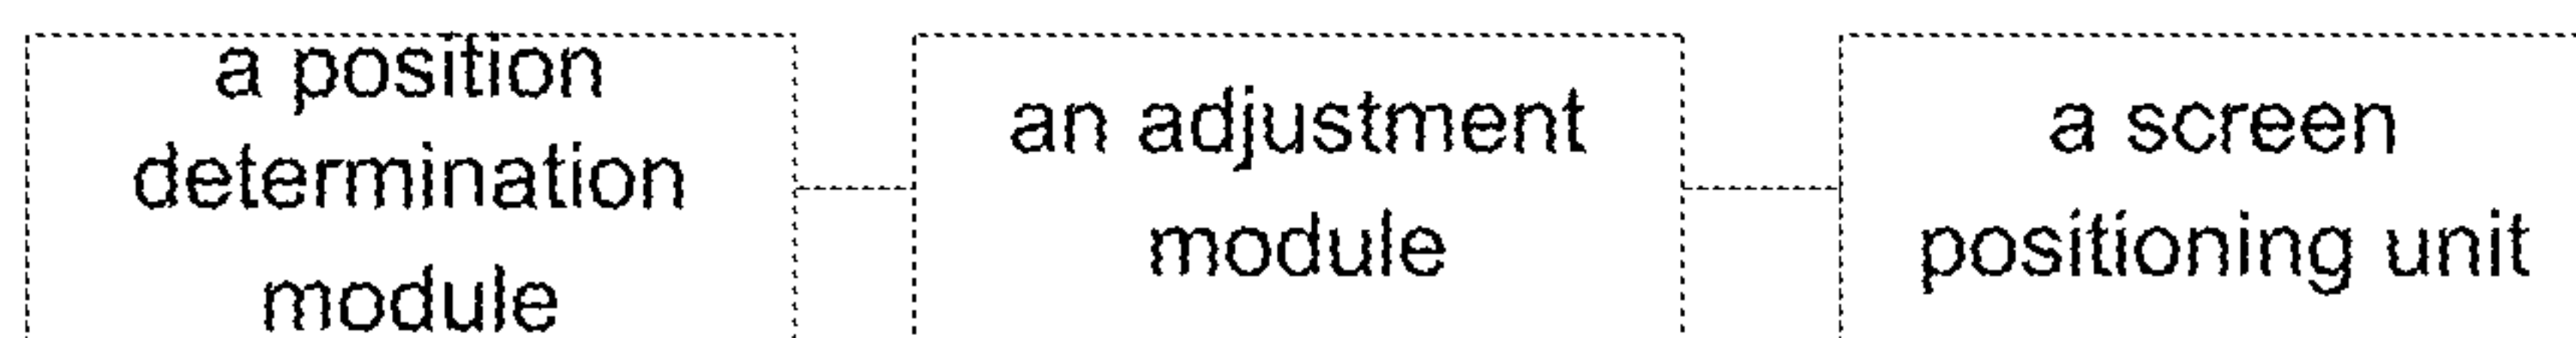 a position
determination
module
an adjustment
module
a screen
positioning unit